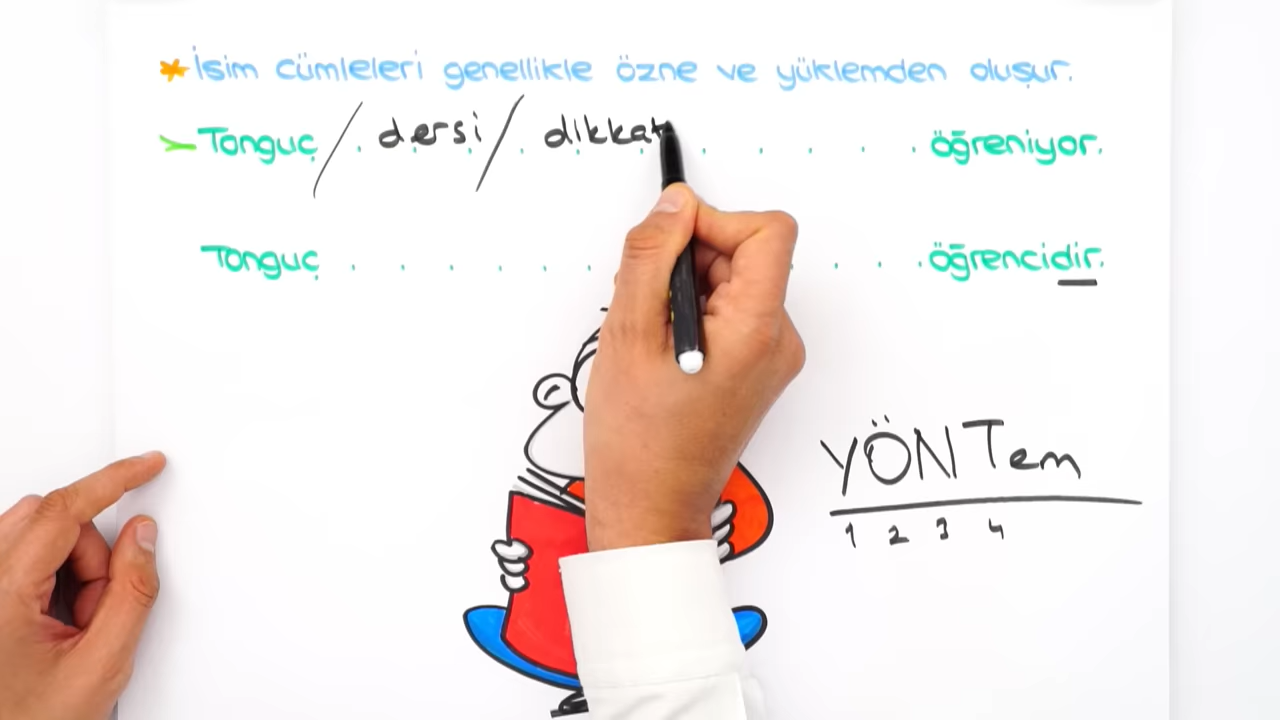 * İsim cümleleri genellikle özne ve yüklemden oluşur.
Tonguç / dersi / dikkat . . . . . öğreniyor.
Tonguç . . . . . . . . . öğrencidir.
YÖNTem
1 2 3 4